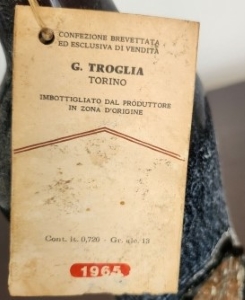 CONFEZIONE BREVETTATA
ED ESCLUSIVA DI VENDITA
G. TROGLIA
TORINO
IMBOTTIGLIATO DAL PRODUTTORE
IN ZONA D'ORIGINE
Cont. lt. 0,720 - Gr. alc. 13
1965